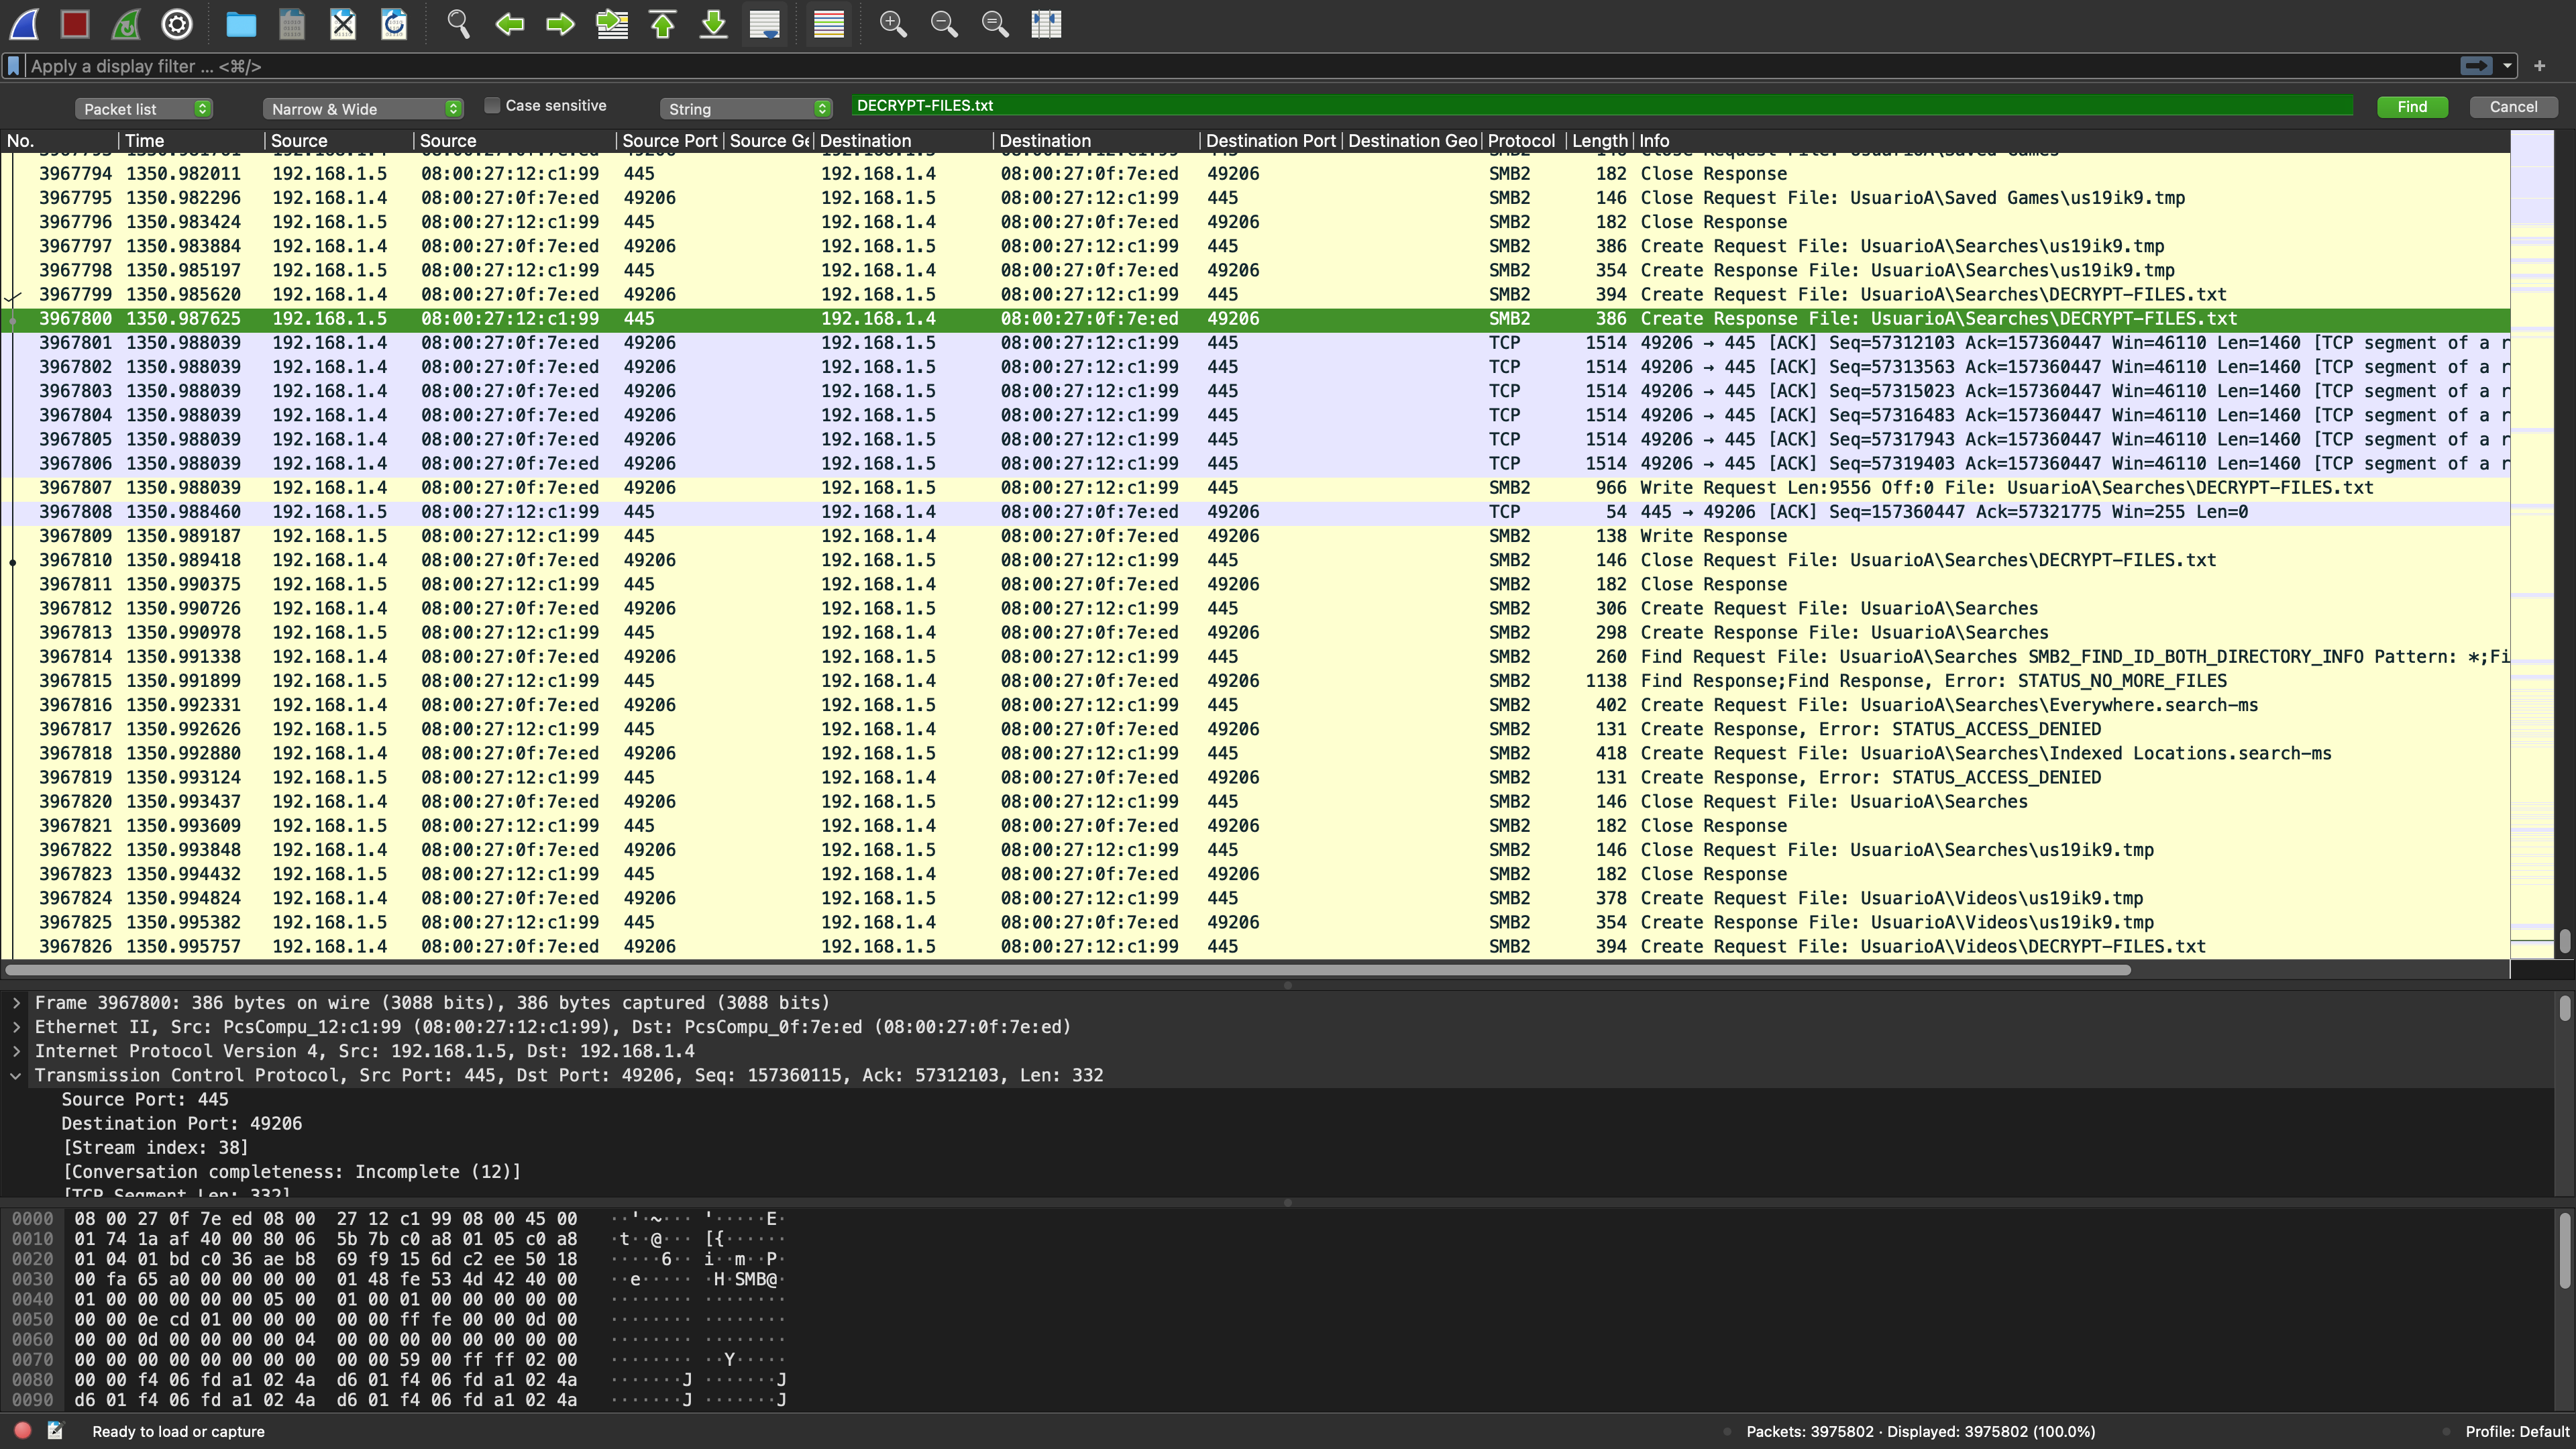 Apply a display filter ... <⌘/>
Packet list Narrow & Wide Case sensitive String DECRYPT-FILES.txt Find Cancel
No. Time Source Source Source Port Source Ge Destination Destination Destination Port Destination Geo Protocol Length Info
3967794 1350.982011 192.168.1.5 08:00:27:12:c1:99 445 192.168.1.4 08:00:27:0f:7e:ed 49206 SMB2 182 Close Response
3967795 1350.982296 192.168.1.4 08:00:27:0f:7e:ed 49206 192.168.1.5 08:00:27:12:c1:99 445 SMB2 146 Close Request File: UsuarioA\Saved Games\us19ik9.tmp
3967796 1350.983424 192.168.1.5 08:00:27:12:c1:99 445 192.168.1.4 08:00:27:0f:7e:ed 49206 SMB2 182 Close Response
3967797 1350.983884 192.168.1.4 08:00:27:0f:7e:ed 49206 192.168.1.5 08:00:27:12:c1:99 445 SMB2 386 Create Request File: UsuarioA\Searches\us19ik9.tmp
3967798 1350.985197 192.168.1.5 08:00:27:12:c1:99 445 192.168.1.4 08:00:27:0f:7e:ed 49206 SMB2 354 Create Response File: UsuarioA\Searches\us19ik9.tmp
3967799 1350.985620 192.168.1.4 08:00:27:0f:7e:ed 49206 192.168.1.5 08:00:27:12:c1:99 445 SMB2 394 Create Request File: UsuarioA\Searches\DECRYPT-FILES.txt
3967800 1350.987625 192.168.1.5 08:00:27:12:c1:99 445 192.168.1.4 08:00:27:0f:7e:ed 49206 SMB2 386 Create Response File: UsuarioA\Searches\DECRYPT-FILES.txt
3967801 1350.988039 192.168.1.4 08:00:27:0f:7e:ed 49206 192.168.1.5 08:00:27:12:c1:99 445 TCP 1514 49206 → 445 [ACK] Seq=57312103 Ack=157360447 Win=46110 Len=1460 [TCP segment of a r
3967802 1350.988039 192.168.1.4 08:00:27:0f:7e:ed 49206 192.168.1.5 08:00:27:12:c1:99 445 TCP 1514 49206 → 445 [ACK] Seq=57313563 Ack=157360447 Win=46110 Len=1460 [TCP segment of a r
3967803 1350.988039 192.168.1.4 08:00:27:0f:7e:ed 49206 192.168.1.5 08:00:27:12:c1:99 445 TCP 1514 49206 → 445 [ACK] Seq=57315023 Ack=157360447 Win=46110 Len=1460 [TCP segment of a r
3967804 1350.988039 192.168.1.4 08:00:27:0f:7e:ed 49206 192.168.1.5 08:00:27:12:c1:99 445 TCP 1514 49206 → 445 [ACK] Seq=57316483 Ack=157360447 Win=46110 Len=1460 [TCP segment of a r
3967805 1350.988039 192.168.1.4 08:00:27:0f:7e:ed 49206 192.168.1.5 08:00:27:12:c1:99 445 TCP 1514 49206 → 445 [ACK] Seq=57317943 Ack=157360447 Win=46110 Len=1460 [TCP segment of a r
3967806 1350.988039 192.168.1.4 08:00:27:0f:7e:ed 49206 192.168.1.5 08:00:27:12:c1:99 445 TCP 1514 49206 → 445 [ACK] Seq=57319403 Ack=157360447 Win=46110 Len=1460 [TCP segment of a r
3967807 1350.988039 192.168.1.4 08:00:27:0f:7e:ed 49206 192.168.1.5 08:00:27:12:c1:99 445 SMB2 966 Write Request Len:9556 Off:0 File: UsuarioA\Searches\DECRYPT-FILES.txt
3967808 1350.988460 192.168.1.5 08:00:27:12:c1:99 445 192.168.1.4 08:00:27:0f:7e:ed 49206 TCP 54 445 → 49206 [ACK] Seq=157360447 Ack=57321775 Win=255 Len=0
3967809 1350.989187 192.168.1.5 08:00:27:12:c1:99 445 192.168.1.4 08:00:27:0f:7e:ed 49206 SMB2 138 Write Response
3967810 1350.989418 192.168.1.4 08:00:27:0f:7e:ed 49206 192.168.1.5 08:00:27:12:c1:99 445 SMB2 146 Close Request File: UsuarioA\Searches\DECRYPT-FILES.txt
3967811 1350.990375 192.168.1.5 08:00:27:12:c1:99 445 192.168.1.4 08:00:27:0f:7e:ed 49206 SMB2 182 Close Response
3967812 1350.990726 192.168.1.4 08:00:27:0f:7e:ed 49206 192.168.1.5 08:00:27:12:c1:99 445 SMB2 306 Create Request File: UsuarioA\Searches
3967813 1350.990978 192.168.1.5 08:00:27:12:c1:99 445 192.168.1.4 08:00:27:0f:7e:ed 49206 SMB2 298 Create Response File: UsuarioA\Searches
3967814 1350.991338 192.168.1.4 08:00:27:0f:7e:ed 49206 192.168.1.5 08:00:27:12:c1:99 445 SMB2 260 Find Request File: UsuarioA\Searches SMB2_FIND_ID_BOTH_DIRECTORY_INFO Pattern: *;Fi
3967815 1350.991899 192.168.1.5 08:00:27:12:c1:99 445 192.168.1.4 08:00:27:0f:7e:ed 49206 SMB2 1138 Find Response;Find Response, Error: STATUS_NO_MORE_FILES
3967816 1350.992331 192.168.1.4 08:00:27:0f:7e:ed 49206 192.168.1.5 08:00:27:12:c1:99 445 SMB2 402 Create Request File: UsuarioA\Searches\Everywhere.search-ms
3967817 1350.992626 192.168.1.5 08:00:27:12:c1:99 445 192.168.1.4 08:00:27:0f:7e:ed 49206 SMB2 131 Create Response, Error: STATUS_ACCESS_DENIED
3967818 1350.992880 192.168.1.4 08:00:27:0f:7e:ed 49206 192.168.1.5 08:00:27:12:c1:99 445 SMB2 418 Create Request File: UsuarioA\Searches\Indexed Locations.search-ms
3967819 1350.993124 192.168.1.5 08:00:27:12:c1:99 445 192.168.1.4 08:00:27:0f:7e:ed 49206 SMB2 131 Create Response, Error: STATUS_ACCESS_DENIED
3967820 1350.993437 192.168.1.4 08:00:27:0f:7e:ed 49206 192.168.1.5 08:00:27:12:c1:99 445 SMB2 146 Close Request File: UsuarioA\Searches
3967821 1350.993609 192.168.1.5 08:00:27:12:c1:99 445 192.168.1.4 08:00:27:0f:7e:ed 49206 SMB2 182 Close Response
3967822 1350.993848 192.168.1.4 08:00:27:0f:7e:ed 49206 192.168.1.5 08:00:27:12:c1:99 445 SMB2 146 Close Request File: UsuarioA\Searches\us19ik9.tmp
3967823 1350.994432 192.168.1.5 08:00:27:12:c1:99 445 192.168.1.4 08:00:27:0f:7e:ed 49206 SMB2 182 Close Response
3967824 1350.994824 192.168.1.4 08:00:27:0f:7e:ed 49206 192.168.1.5 08:00:27:12:c1:99 445 SMB2 378 Create Request File: UsuarioA\Videos\us19ik9.tmp
3967825 1350.995382 192.168.1.5 08:00:27:12:c1:99 445 192.168.1.4 08:00:27:0f:7e:ed 49206 SMB2 354 Create Response File: UsuarioA\Videos\us19ik9.tmp
3967826 1350.995757 192.168.1.4 08:00:27:0f:7e:ed 49206 192.168.1.5 08:00:27:12:c1:99 445 SMB2 394 Create Request File: UsuarioA\Videos\DECRYPT-FILES.txt
Frame 3967800: 386 bytes on wire (3088 bits), 386 bytes captured (3088 bits)
Ethernet II, Src: PcsCompu_12:c1:99 (08:00:27:12:c1:99), Dst: PcsCompu_0f:7e:ed (08:00:27:0f:7e:ed)
Internet Protocol Version 4, Src: 192.168.1.5, Dst: 192.168.1.4
Transmission Control Protocol, Src Port: 445, Dst Port: 49206, Seq: 157360115, Ack: 57312103, Len: 332
Source Port: 445
Destination Port: 49206
[Stream index: 38]
[Conversation completeness: Incomplete (12)]
[TCP Segment Len: 332]
0000 08 00 27 0f 7e ed 08 00 27 12 c1 99 08 00 45 00 ··'·~··· '·····E·
0010 01 74 1a af 40 00 80 06 5b 7b c0 a8 01 05 c0 a8 ·t··@··· [{······
0020 01 04 01 bd c0 36 ae b8 69 f9 15 6d c2 ee 50 18 ·····6·· i··m··P·
0030 00 fa 65 a0 00 00 00 00 01 48 fe 53 4d 42 40 00 ··e····· ·H·SMB@·
0040 01 00 00 00 00 00 05 00 01 00 01 00 00 00 00 00 ········ ········
0050 00 00 0e cd 01 00 00 00 00 00 ff fe 00 00 0d 00 ········ ········
0060 00 00 0d 00 00 00 00 04 00 00 00 00 00 00 00 00 ········ ········
0070 00 00 00 00 00 00 00 00 00 00 59 00 ff ff 02 00 ········ ··Y·····
0080 00 00 f4 06 fd a1 02 4a d6 01 f4 06 fd a1 02 4a ·······J ·······J
0090 d6 01 f4 06 fd a1 02 4a d6 01 f4 06 fd a1 02 4a ·······J ·······J
Ready to load or capture Packets: 3975802 · Displayed: 3975802 (100.0%) Profile: Default